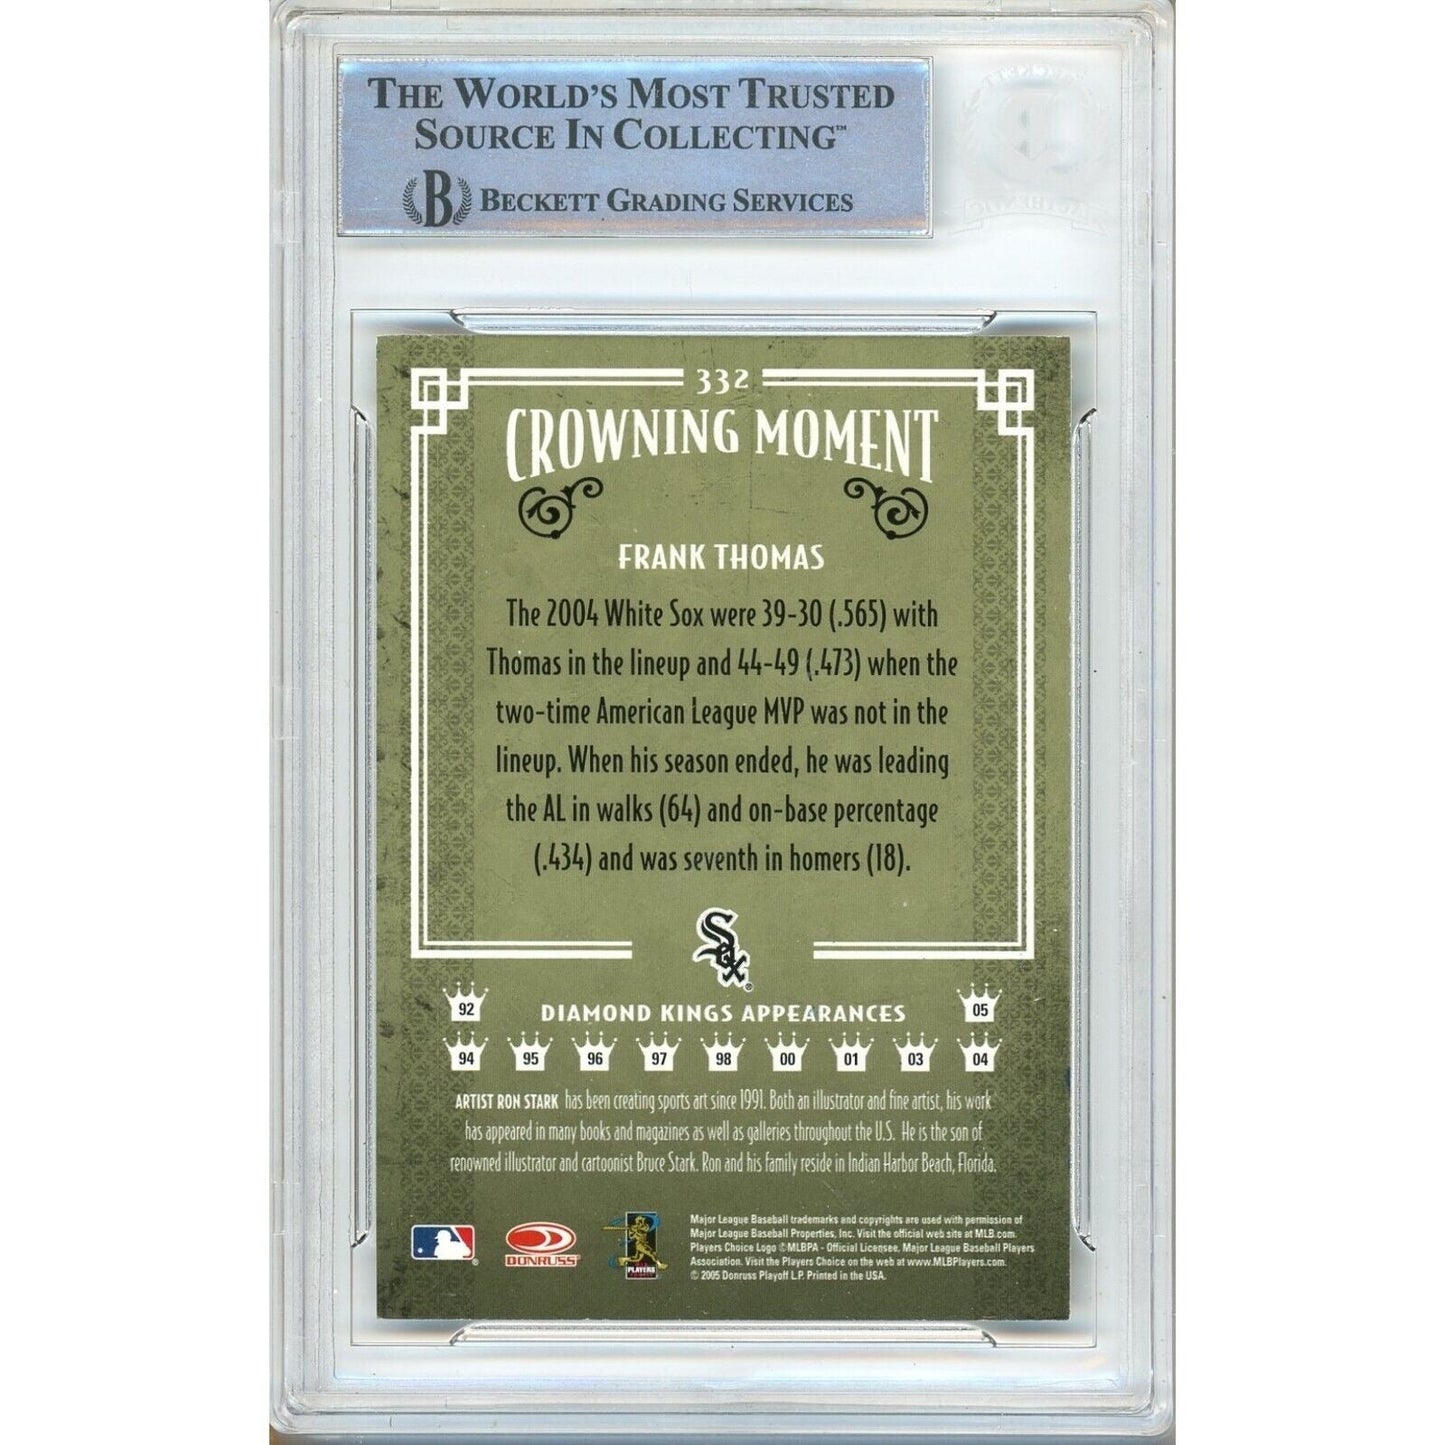 THE WORLD'S MOST TRUSTED
SOURCE IN COLLECTING™
B BECKETT GRADING SERVICES
332
CROWNING MOMENT
FRANK THOMAS
The 2004 White Sox were 39-30 (.565) with
Thomas in the lineup and 44-49 (.473) when the
two-time American League MVP was not in the
lineup. When his season ended, he was leading
the AL in walks (64) and on-base percentage
(.434) and was seventh in homers (18).
Sox
®
92 DIAMOND KINGS APPEARANCES 05
94 95 96 97 98 00 01 03 04
ARTIST RON STARK has been creating sports art since 1991. Both an illustrator and fine artist, his work
has appeared in many books and magazines as well as galleries throughout the U.S. He is the son of
renowned illustrator and cartoonist Bruce Stark. Ron and his family reside in Indian Harbor Beach, Florida.
DONRUSS®
PLAYERS
Major League Baseball trademarks and copyrights are used with permission of
Major League Baseball Properties, Inc. Visit the official web site at MLB.com.
Players Choice Logo ©MLBPA - Official Licensee, Major League Baseball Players
Association. Visit the Players Choice on the web at www.MLBPlayers.com.
© 2005 Donruss Playoff L.P. Printed in the USA.